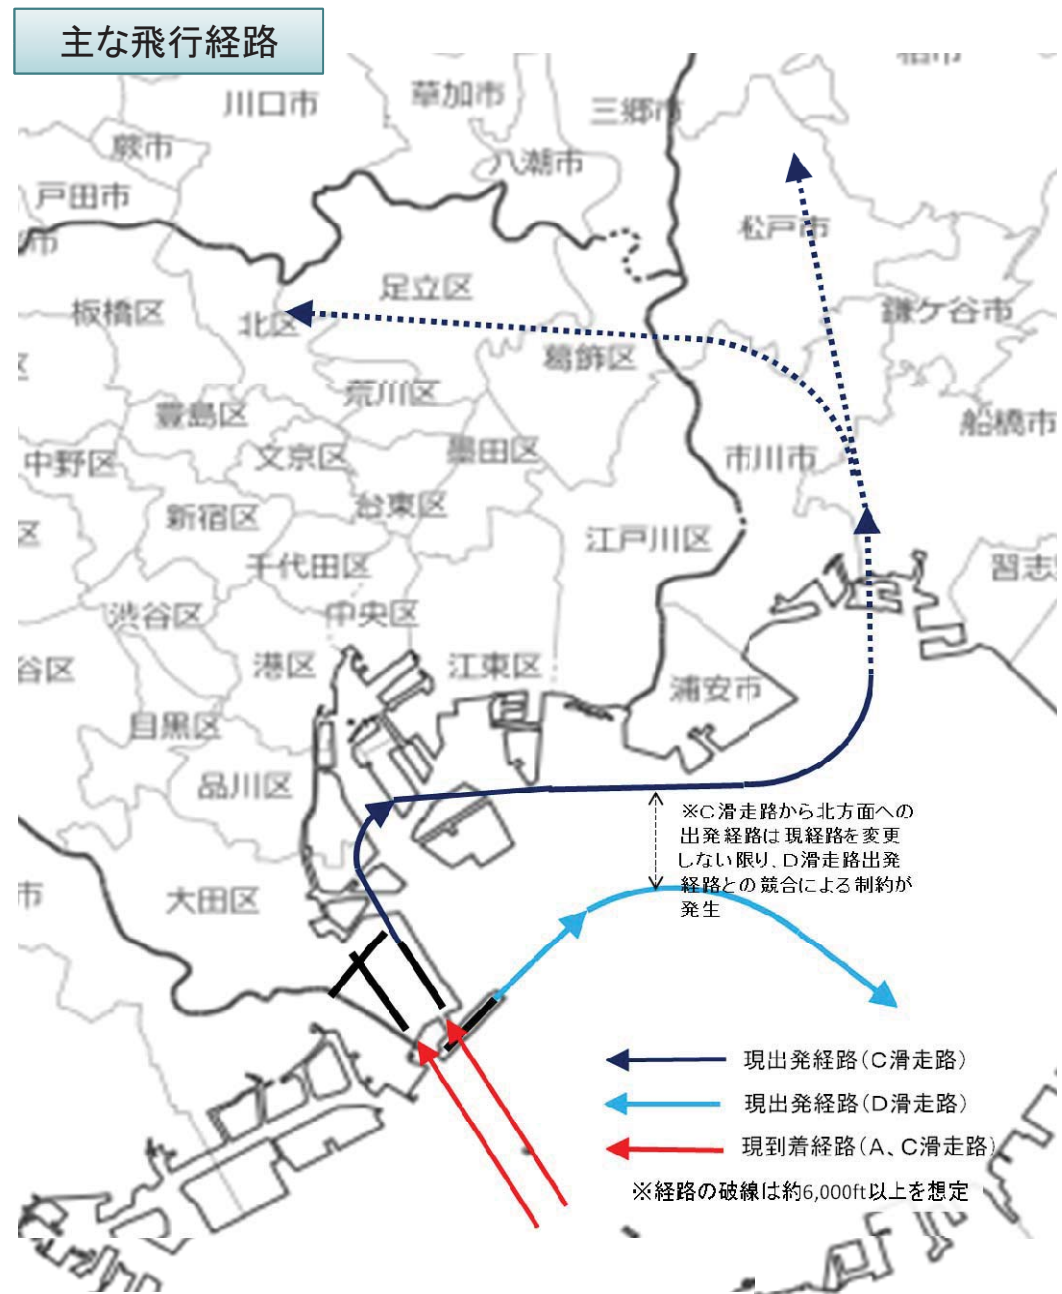 主な飛行経路
柏市
川口市
草加市
三郷市
蕨市
八潮市
戸田市
市
松戸市
足立区
板橋区
北区
鎌ケ谷市
葛飾区
区
荒川区
豊島区
船橋市
中野区
文京区
墨田区
市川市
台東区
新宿区
区
江戸川区
千代田区
習志
渋谷区
中央区
谷区
港区
江東区
浦安市
目黒区
品川区
※C滑走路から北方面への
出発経路は現経路を変更
しない限り、D滑走路出発
経路との競合による制約が
発生
市
大田区
現出発経路(C滑走路)
現出発経路(D滑走路)
現到着経路(A、C滑走路)
※経路の破線は約6,000ft以上を想定